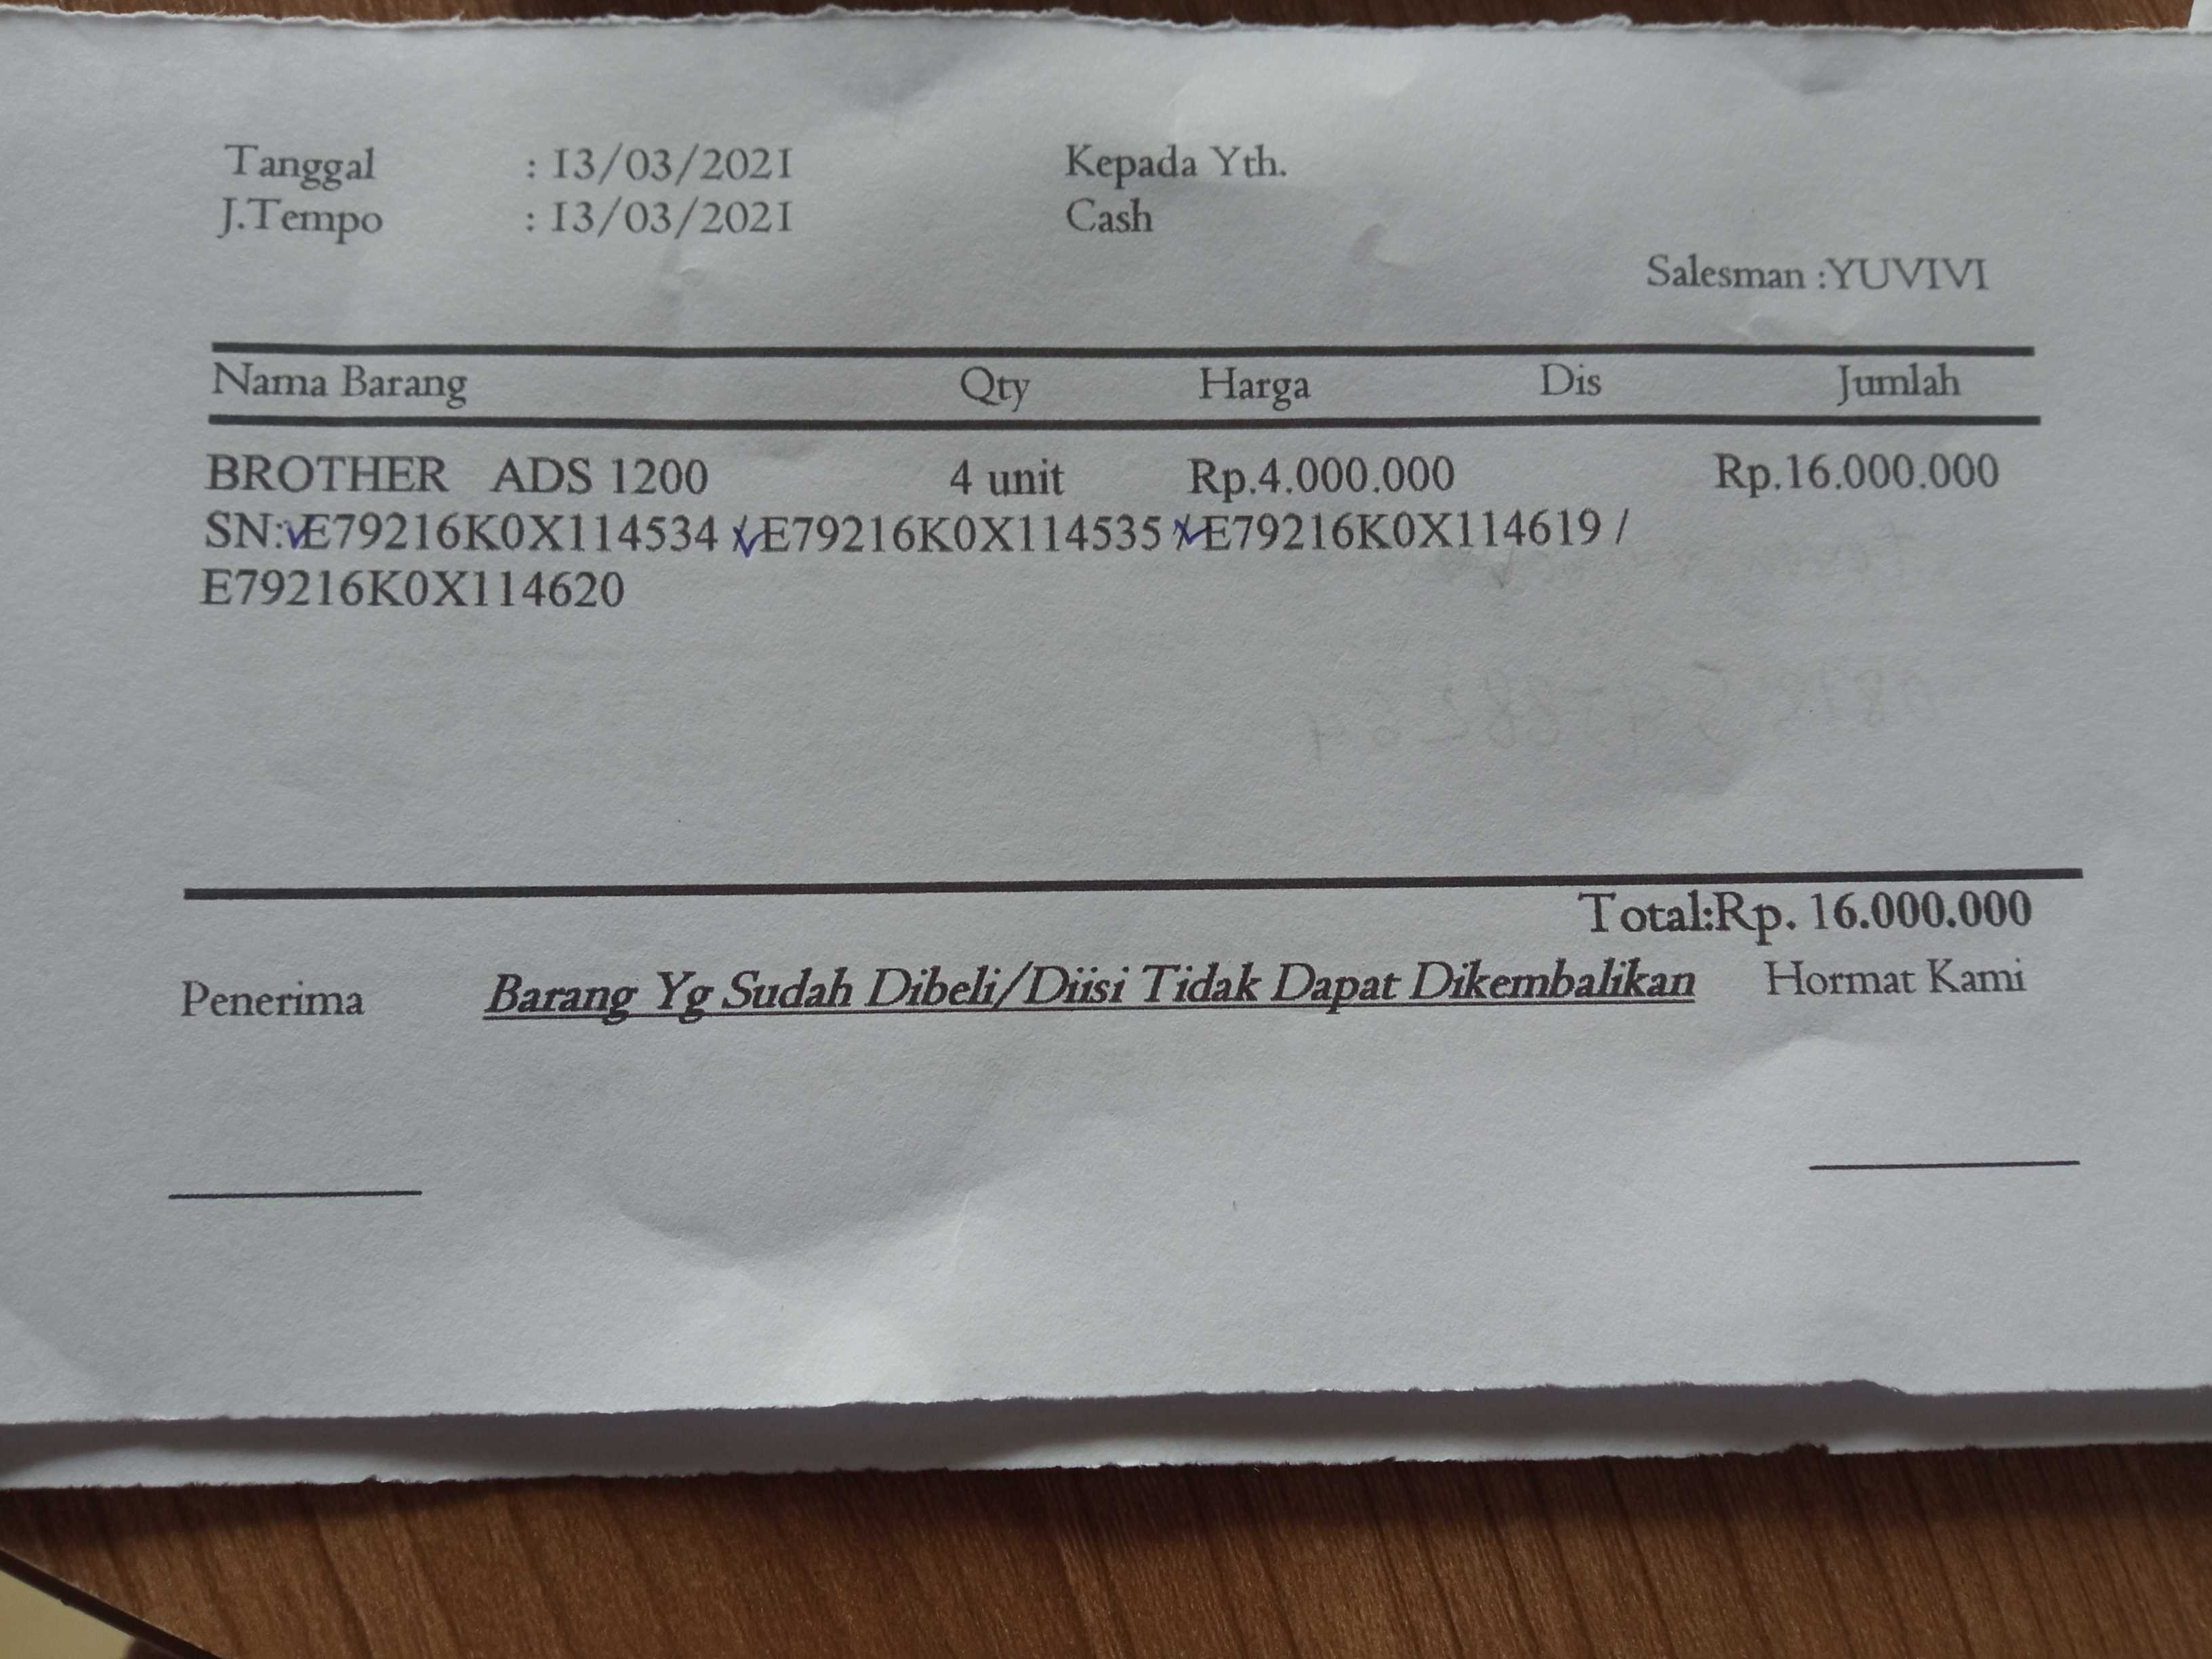 Tanggal : 13/03/2021 Kepada Yth.
J.Tempo : 13/03/2021 Cash
Salesman :YUVIVI
Nama Barang Qty Harga Dis Jumlah
BROTHER ADS 1200 4 unit Rp.4.000.000 Rp.16.000.000
SN: E79216K0X114534 / E79216K0X114535 / E79216K0X114619 /
E79216K0X114620
Total:Rp. 16.000.000
Penerima Barang Yg Sudah Dibeli/Diisi Tidak Dapat Dikembalikan Hormat Kami